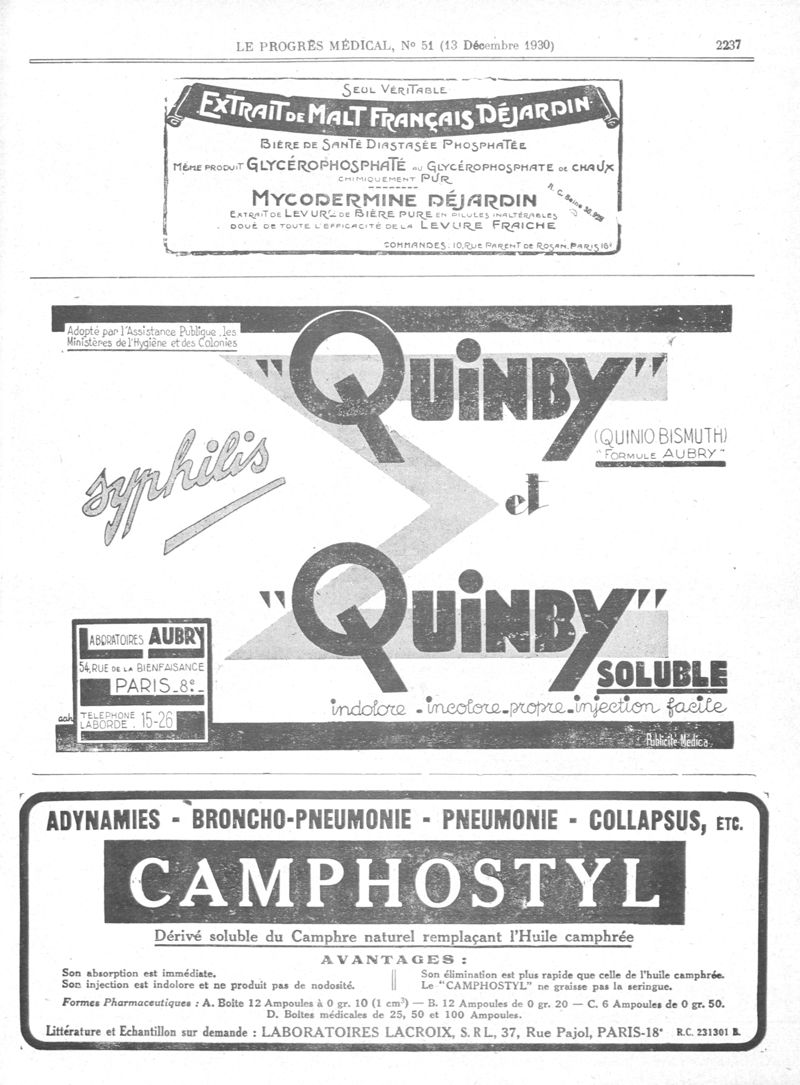 LE PROGRÈS MÉDICAL, No 51 (13 Décembre 1930) 2237
SEUL VÉRITABLE
EXTRAIT DE MALT FRANÇAIS DÉJARDIN
BIÈRE DE SANTÉ DIASTASÉE PHOSPHATÉE
MÊME PRODUIT GLYCÉROPHOSPHATÉ AU GLYCÉROPHOSPHATE DE CHAUX
CHIMIQUEMENT PUR
MYCODERMINE DÉJARDIN
R. C. Seine 30.928
EXTRAIT DE LEVURE DE BIÈRE PURE EN PILULES INALTÉRABLES
DOUÉ DE TOUTE L'EFFICACITÉ DE LA LEVURE FRAICHE
COMMANDES: 10, RUE PARENT DE ROSAN, PARIS 16e
Adopté par l'Assistance Publique, les
Ministères de l'Hygiène et des Colonies
"QUINBY"
(QUINIO BISMUTH)
"FORMULE AUBRY"
syphilis
et
"QUINBY"
SOLUBLE
indolore - incolore - propre - injection facile
LABORATOIRES AUBRY
54, RUE DE LA BIENFAISANCE
PARIS - 8e -
TELEPHONE
LABORDE . 15-26
Publicité-Médica
ADYNAMIES - BRONCHO-PNEUMONIE - PNEUMONIE - COLLAPSUS, ETC.
CAMPHOSTYL
Dérivé soluble du Camphre naturel remplaçant l'Huile camphrée
AVANTAGES :
Son absorption est immédiate.
Son injection est indolore et ne produit pas de nodosité.
Son élimination est plus rapide que celle de l'huile camphrée.
Le "CAMPHOSTYL" ne graisse pas la seringue.
Formes Pharmaceutiques : A. Boîte 12 Ampoules à 0 gr. 10 (1 cm3) — B. 12 Ampoules de 0 gr. 20 — C. 6 Ampoules de 0 gr. 50.
D. Boîtes médicales de 25, 50 et 100 Ampoules.
Littérature et Echantillon sur demande : LABORATOIRES LACROIX, S. R L, 37, Rue Pajol, PARIS-18e R.C. 231301 B.